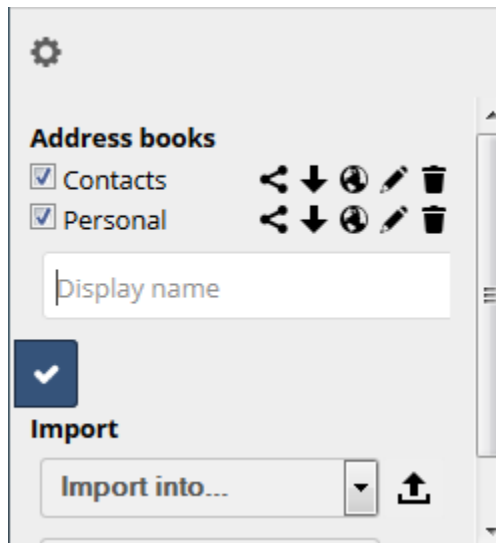 Address books
Contacts
Personal
Display name
Import
Import into...